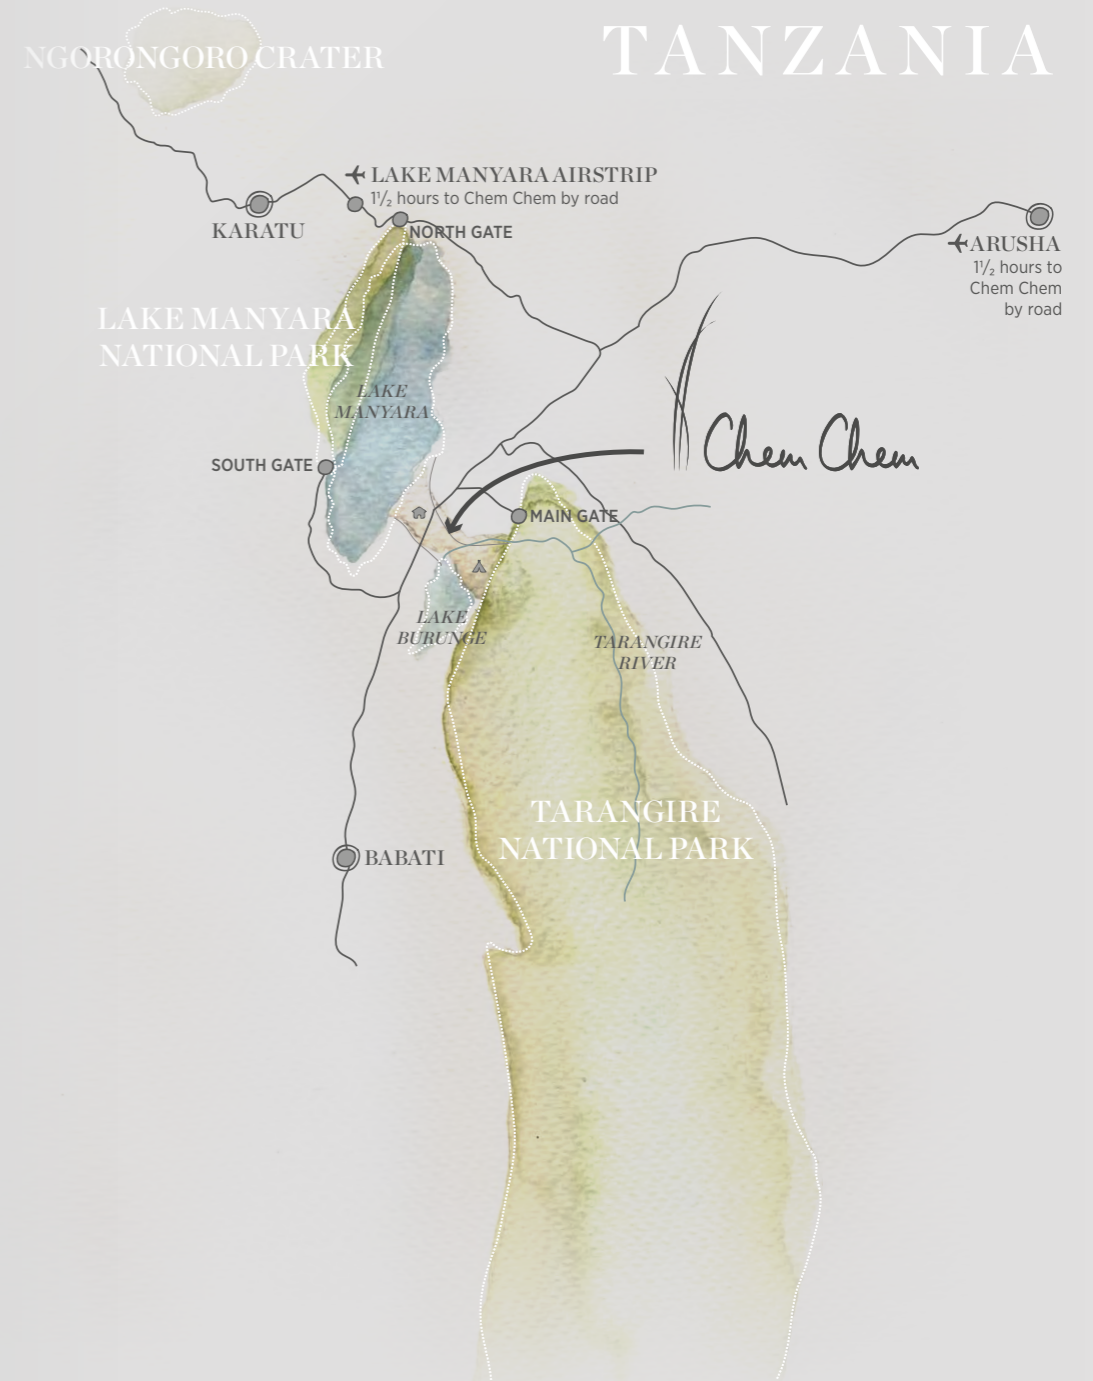 NGORONGORO CRATER
TANZANIA
LAKE MANYARA AIRSTRIP
1½ hours to Chem Chem by road
KARATU
NORTH GATE
ARUSHA
1½ hours to
Chem Chem
by road
LAKE MANYARA
NATIONAL PARK
LAKE
MANYARA
Chem Chem
SOUTH GATE
MAIN GATE
LAKE
BURUNGE
TARANGIRE
RIVER
TARANGIRE
NATIONAL PARK
BABATI